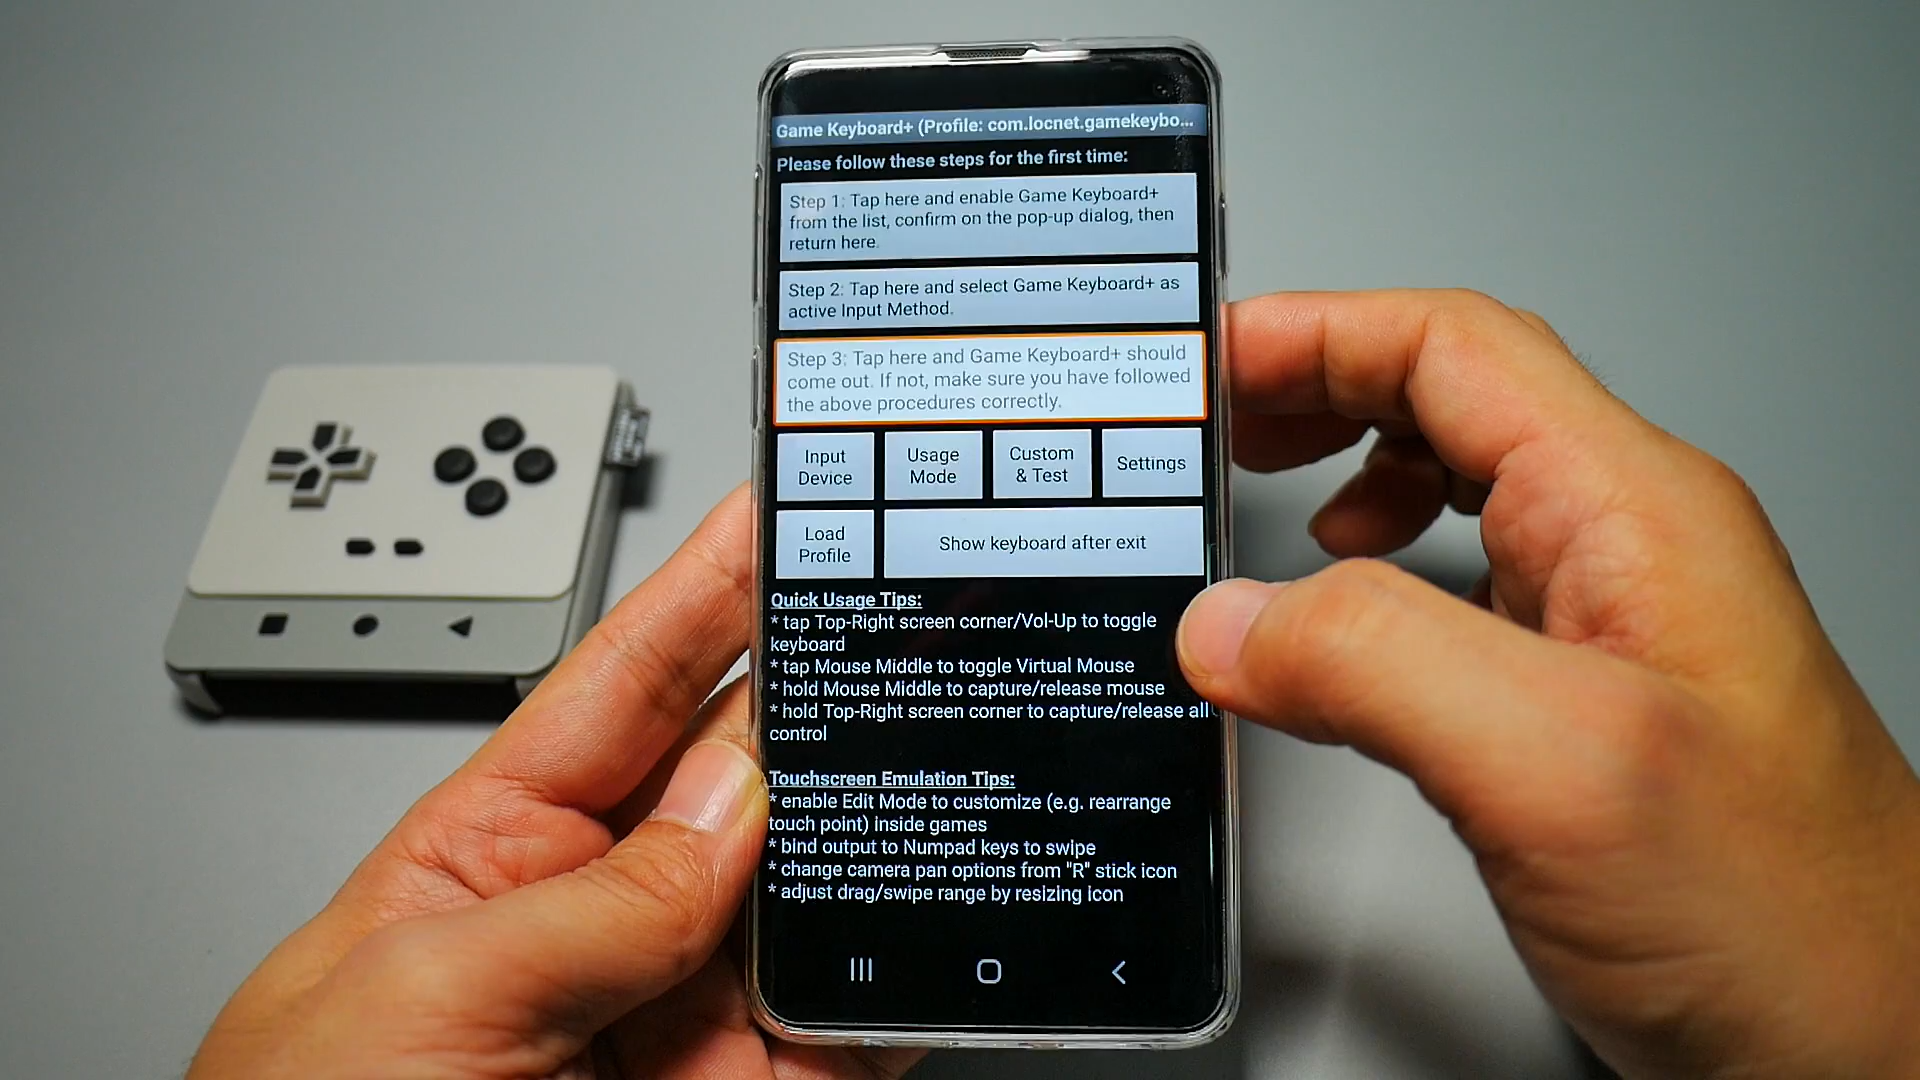 Game Keyboard+ (Profile: com.locnet.gamekeybo...
Please follow these steps for the first time:
Step 1: Tap here and enable Game Keyboard+
from the list, confirm on the pop-up dialog, then
return here.
Step 2: Tap here and select Game Keyboard+ as
active Input Method.
Step 3: Tap here and Game Keyboard+ should
come out. If not, make sure you have followed
the above procedures correctly.
Input
Device
Usage
Mode
Custom
& Test
Settings
Load
Profile
Show keyboard after exit
Quick Usage Tips:
* tap Top-Right screen corner/Vol-Up to toggle
keyboard
* tap Mouse Middle to toggle Virtual Mouse
* hold Mouse Middle to capture/release mouse
* hold Top-Right screen corner to capture/release all
control
Touchscreen Emulation Tips:
* enable Edit Mode to customize (e.g. rearrange
touch point) inside games
* bind output to Numpad keys to swipe
* change camera pan options from "R" stick icon
* adjust drag/swipe range by resizing icon